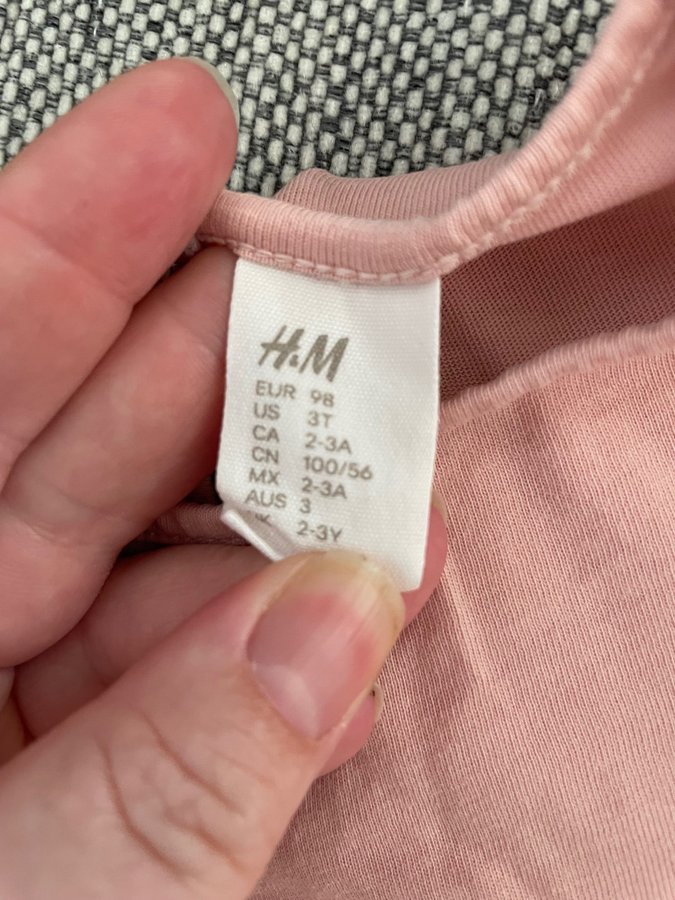 H&M
EUR 98
US 3T
CA 2-3A
CN 100/56
MX 2-3A
AUS 3
2-3Y